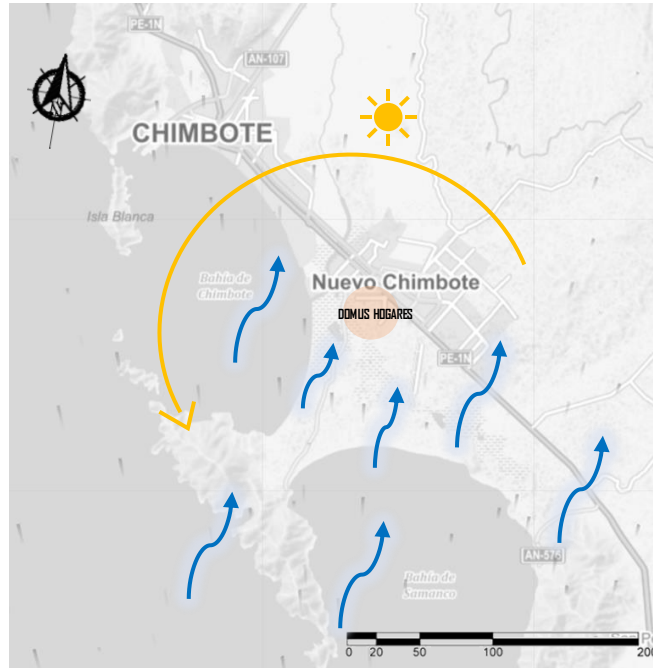 PE-1N
AN-107
N
CHIMBOTE
Isla Blanca
Bahía de
Chimbote
Nuevo Chimbote
DOMUS HOGARES
PE-1N
AN-576
Bahía de
Samanco
0 20 50 100 200